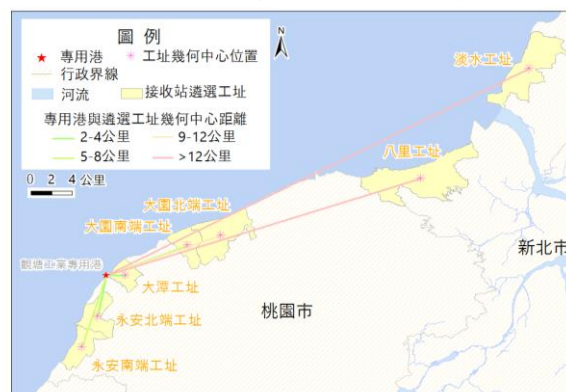 圖 例
專用港
工址幾何中心位置
行政界線
河流
接收站遴選工址
專用港與遴選工址幾何中心距離
2-4公里
9-12公里
5-8公里
>12公里
0 2 4 公里
N
淡水工址
八里工址
大園北端工址
大園南端工址
觀塘工業專用港
大潭工址
永安北端工址
永安南端工址
新北市
桃園市